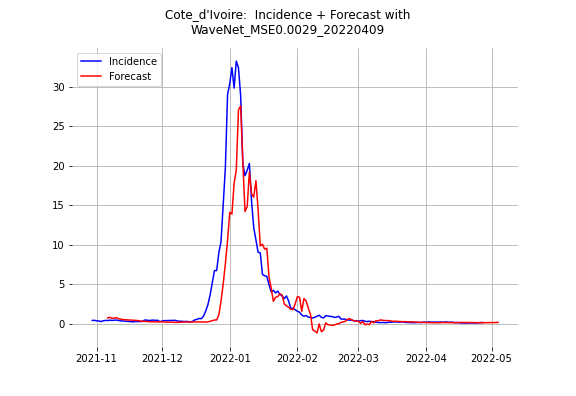 Cote_d'Ivoire:  Incidence + Forecast with
WaveNet_MSE0.0029_20220409
Incidence
Forecast
30
25
20
15
10
5
0
2021-11 2021-12 2022-01 2022-02 2022-03 2022-04 2022-05